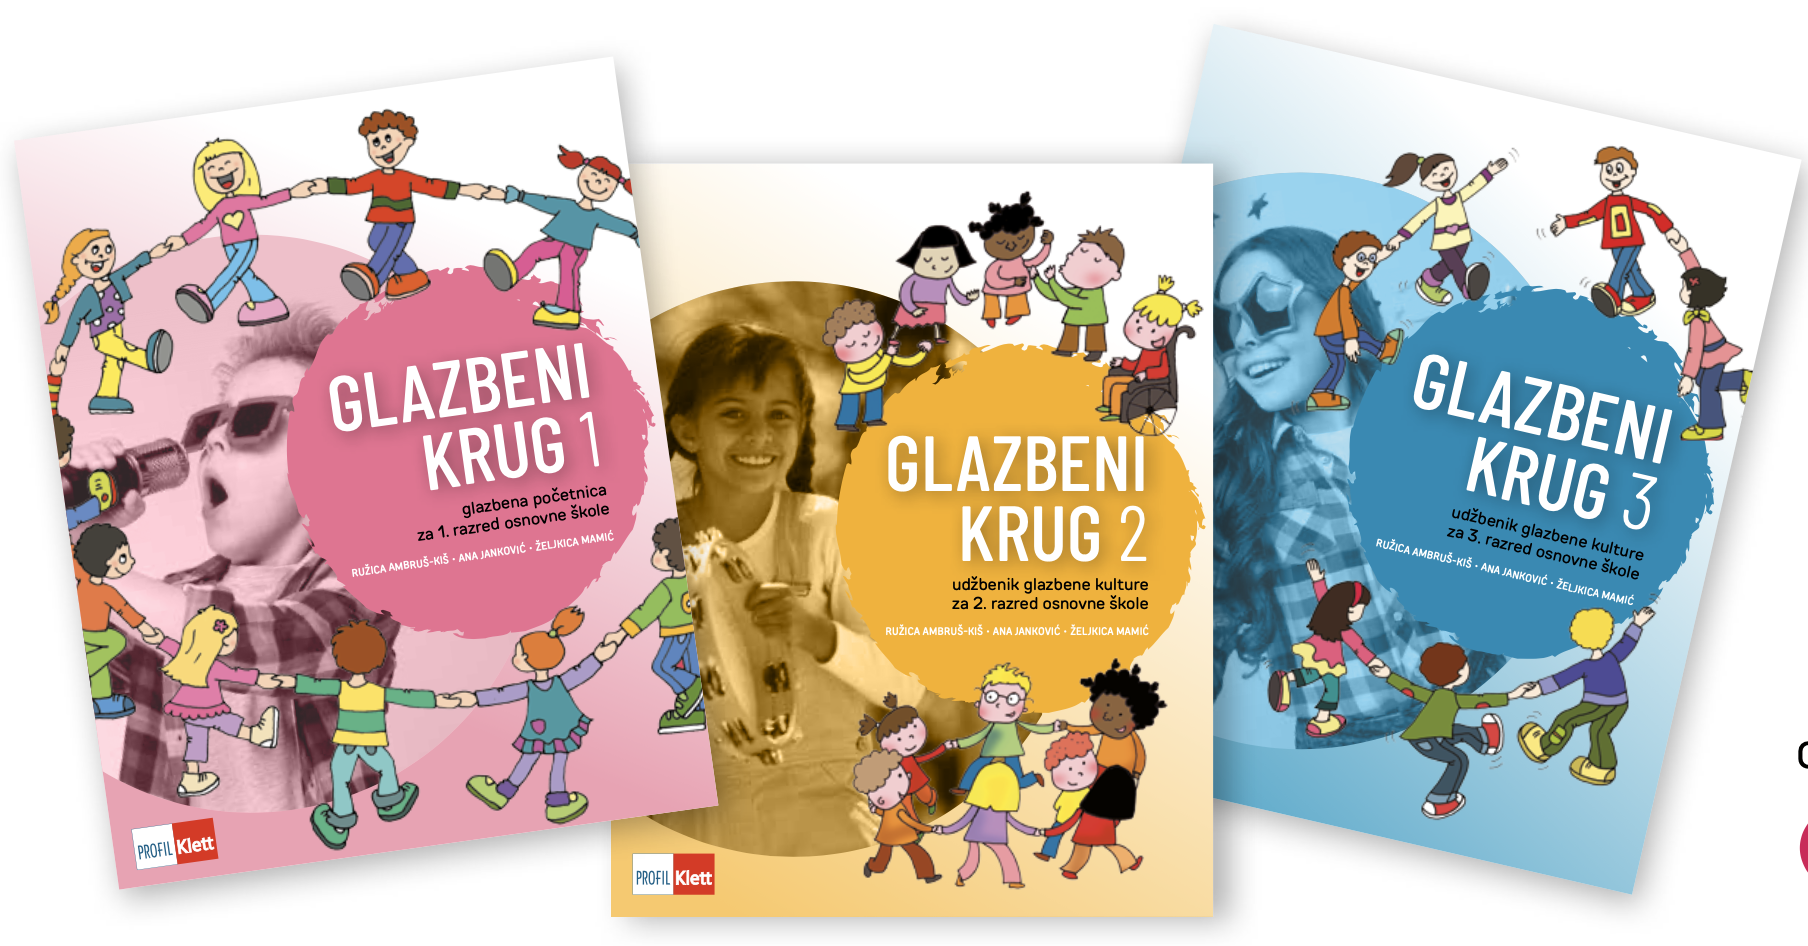 GLAZBENI
KRUG 1
glazbena početnica
za 1. razred osnovne škole
RUŽICA AMBRUŠ-KIŠ • ANA JANKOVIĆ • ŽELJKICA MAMIĆ
PROFIL Klett
GLAZBENI
KRUG 2
udžbenik glazbene kulture
za 2. razred osnovne škole
RUŽICA AMBRUŠ-KIŠ • ANA JANKOVIĆ • ŽELJKICA MAMIĆ
PROFIL Klett
GLAZBENI
KRUG 3
udžbenik glazbene kulture
za 3. razred osnovne škole
RUŽICA AMBRUŠ-KIŠ • ANA JANKOVIĆ • ŽELJKICA MAMIĆ